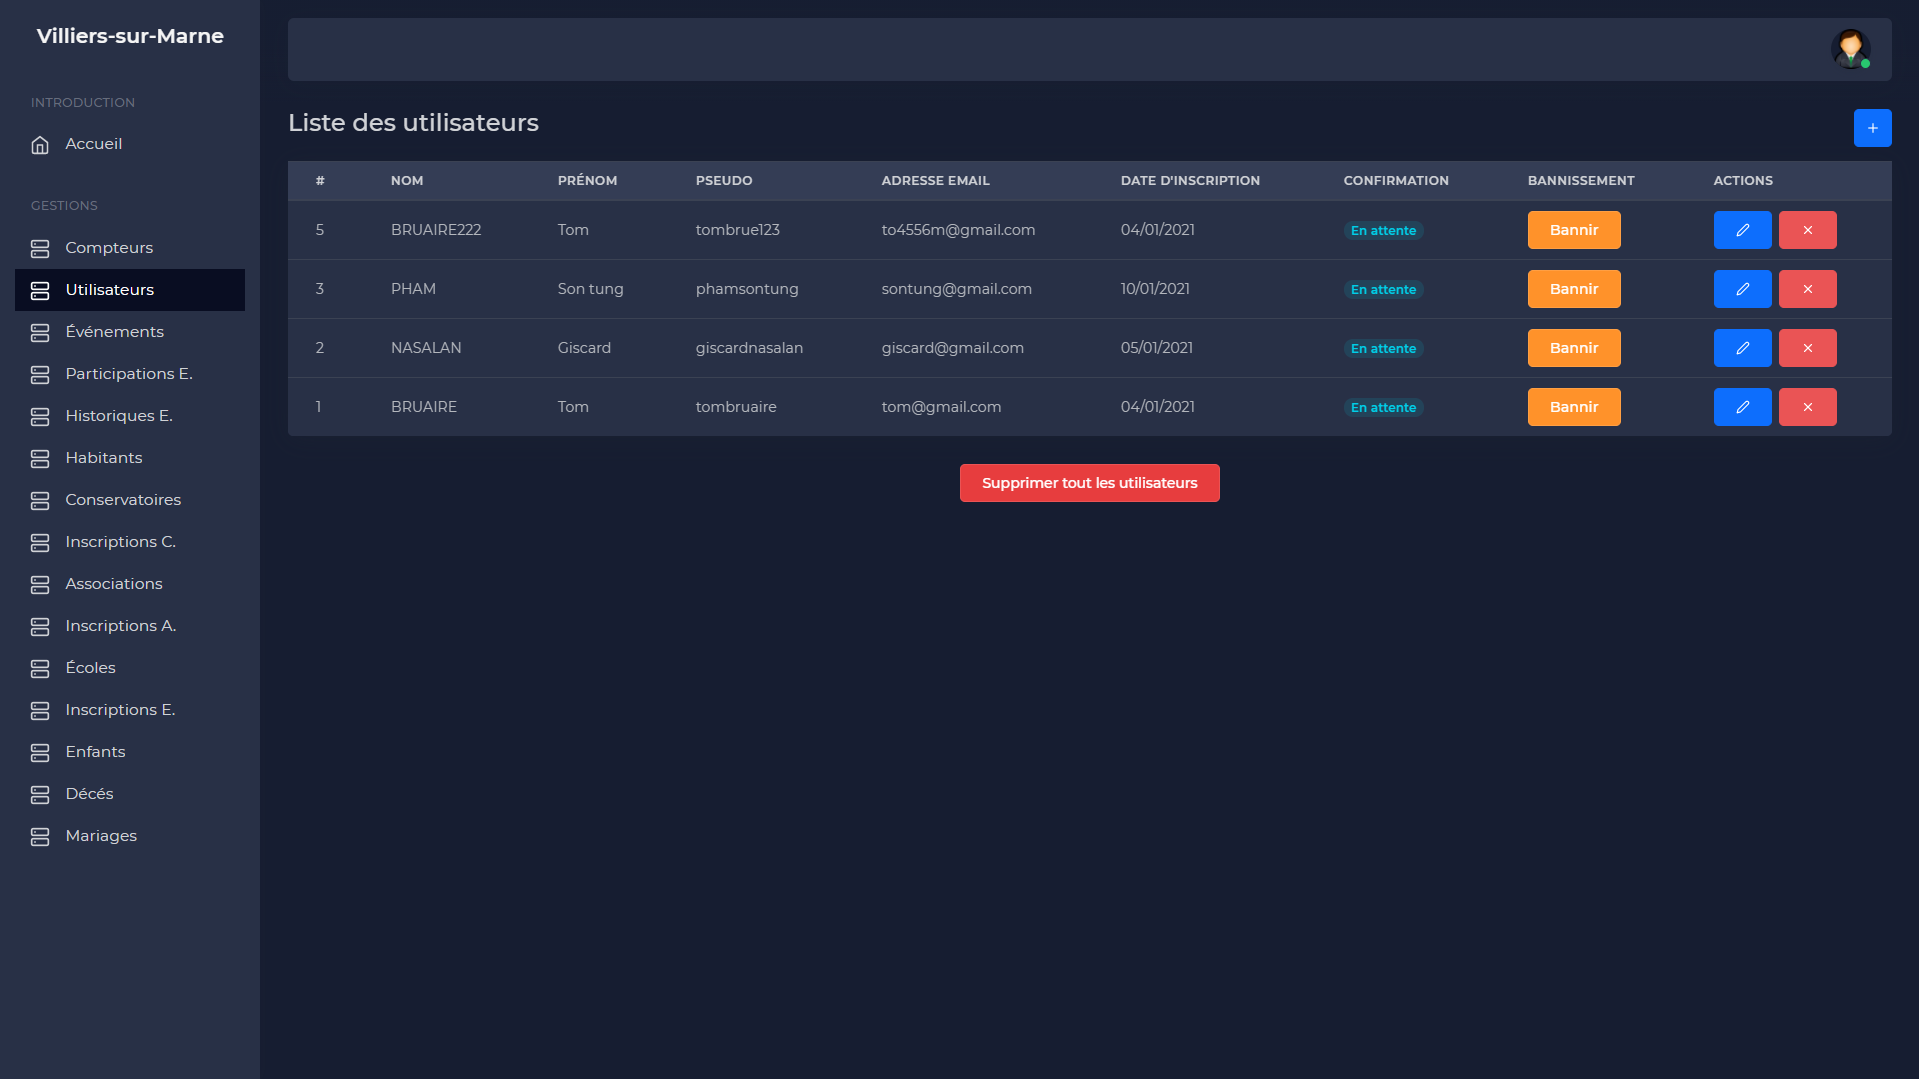 Villiers-sur-Marne
INTRODUCTION
Accueil
GESTIONS
Compteurs
Utilisateurs
Événements
Participations E.
Historiques E.
Habitants
Conservatoires
Inscriptions C.
Associations
Inscriptions A.
Écoles
Inscriptions E.
Enfants
Décés
Mariages
Liste des utilisateurs
+
# NOM PRÉNOM PSEUDO ADRESSE EMAIL DATE D'INSCRIPTION CONFIRMATION BANNISSEMENT ACTIONS
5 BRUAIRE222 Tom tombrue123 to4556m@gmail.com 04/01/2021 En attente Bannir
3 PHAM Son tung phamsontung sontung@gmail.com 10/01/2021 En attente Bannir
2 NASALAN Giscard giscardnasalan giscard@gmail.com 05/01/2021 En attente Bannir
1 BRUAIRE Tom tombruaire tom@gmail.com 04/01/2021 En attente Bannir
Supprimer tout les utilisateurs